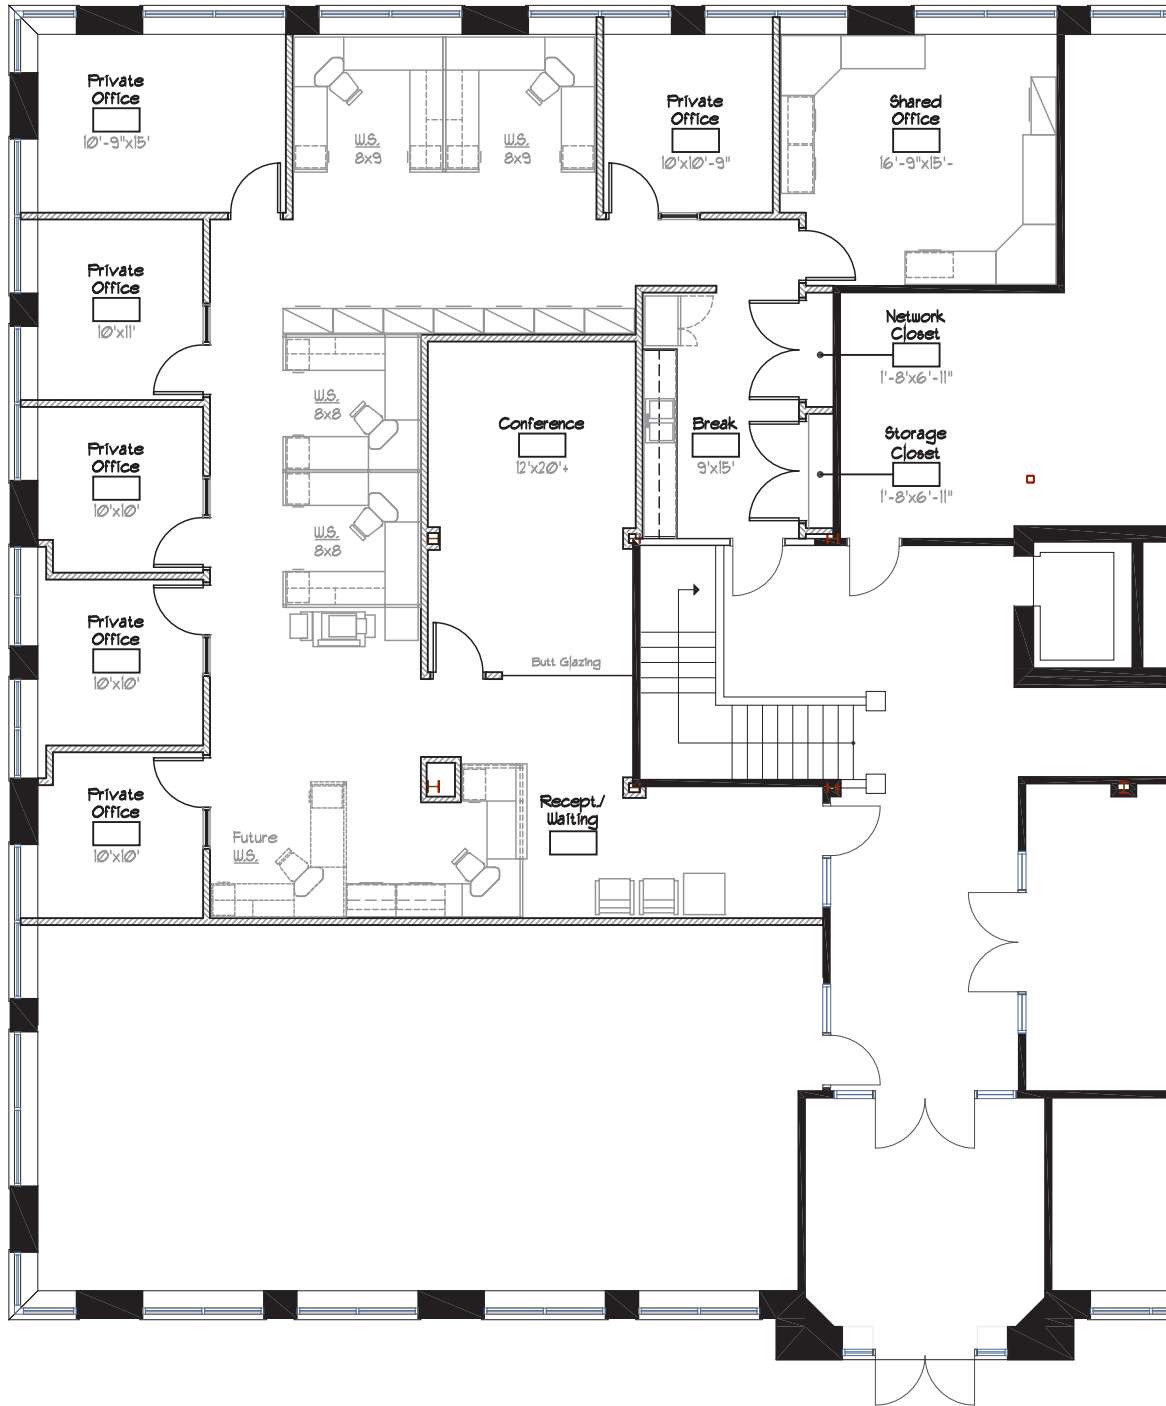 Private
Office
10'-9"x15'
W.S.
8x9
W.S.
8x9
Private
Office
10'x10'-9"
Shared
Office
16'-9"x15'-
Private
Office
10'x11'
Network
Closet
1'-8'x6'-11"
W.S.
8x8
Conference
12'x20'+
Break
9'x15'
Storage
Closet
1'-8'x6'-11"
Private
Office
10'x10'
W.S.
8x8
Private
Office
10'x10'
Butt Glazing
Private
Office
10'x10'
Recept./
Waiting
Future
W.S.